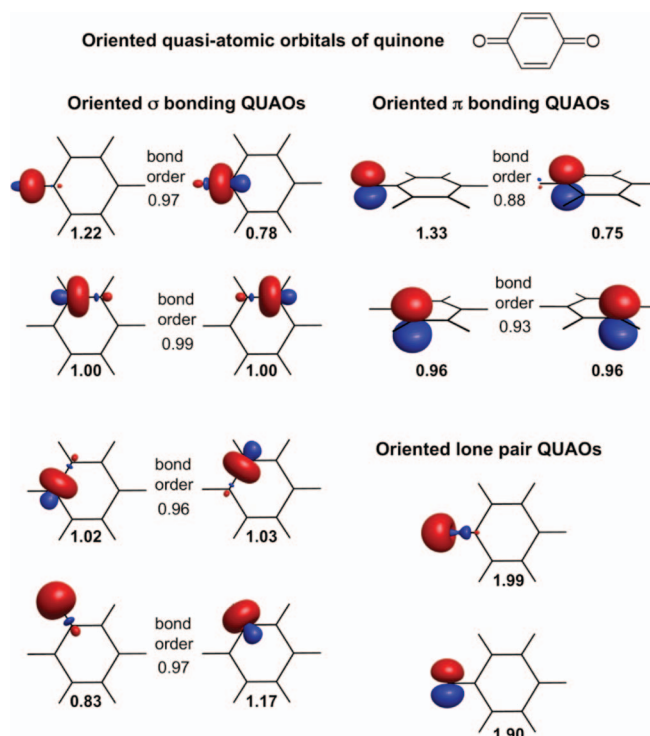 Oriented quasi-atomic orbitals of quinone
O O
Oriented σ bonding QUAOs
Oriented π bonding QUAOs
bond
order
0.97
1.22
0.78
bond
order
0.88
1.33
0.75
bond
order
0.99
1.00
1.00
bond
order
0.93
0.96
0.96
bond
order
0.96
1.02
1.03
Oriented lone pair QUAOs
1.99
bond
order
0.97
0.83
1.17
1.90